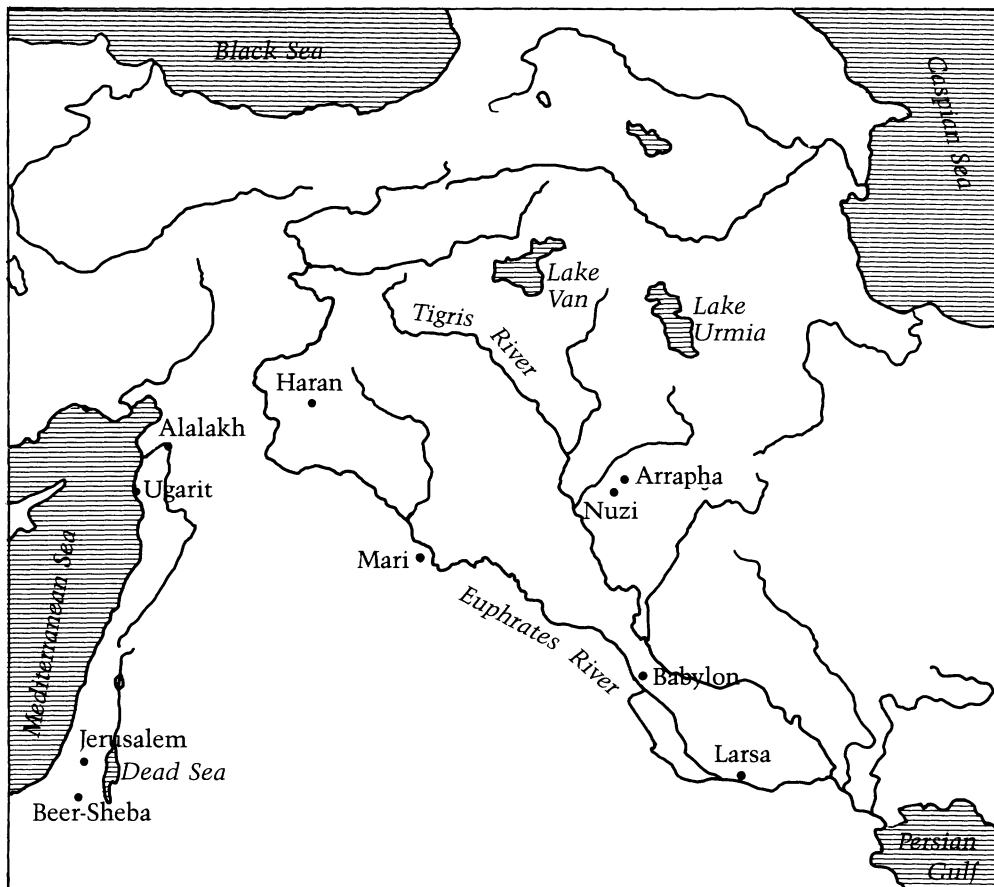 Black Sea
Caspian Sea
Lake
Van
Lake
Urmia
Tigris River
Haran
Alalakh
Ugarit
Arrapha
Nuzi
Mari
Mediterranean Sea
Euphrates River
Babylon
Jerusalem
Dead Sea
Larsa
Beer-Sheba
Persian
Gulf